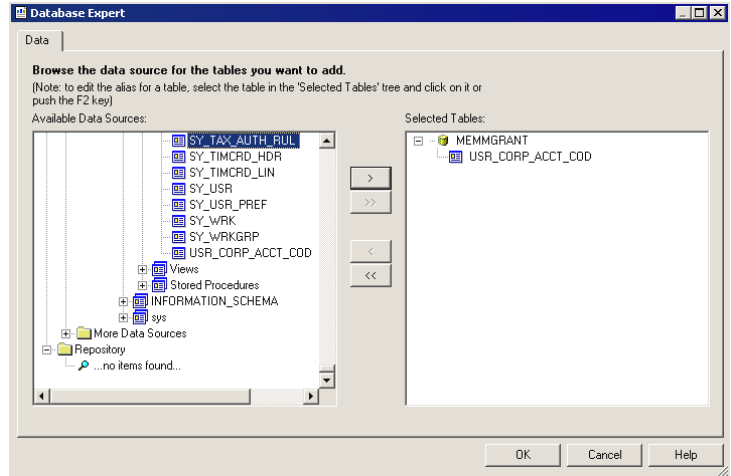 Database Expert
Data
Browse the data source for the tables you want to add.
(Note: to edit the alias for a table, select the table in the 'Selected Tables' tree and click on it or
push the F2 key)
Available Data Sources:
Selected Tables:
SY_TAX_AUTH_RUL
SY_TIMCRD_HDR
SY_TIMCRD_LIN
SY_USR
SY_USR_PREF
SY_WRK
SY_WRKGRP
USR_CORP_ACCT_COD
Views
Stored Procedures
INFORMATION_SCHEMA
sys
More Data Sources
Repository
...no items found...
>
>>
<
<<
MEMMGRANT
USR_CORP_ACCT_COD
OK
Cancel
Help